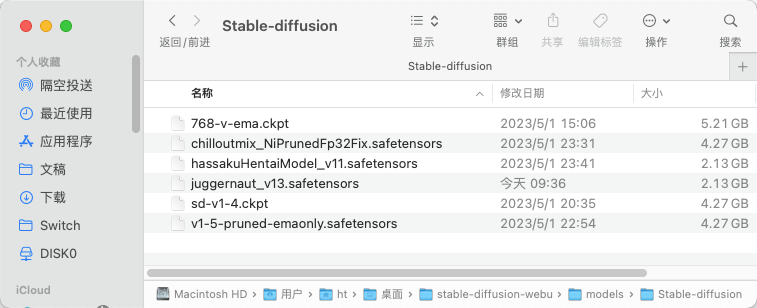 Stable-diffusion
返回/前进
显示
群组
共享
编辑标签
操作
搜索
Stable-diffusion
个人收藏
隔空投送
最近使用
应用程序
文稿
下载
Switch
DISK0
iCloud
名称 修改日期 大小
768-v-ema.ckpt 2023/5/1 15:06 5.21 GB
chilloutmix_NiPrunedFp32Fix.safetensors 2023/5/1 23:31 4.27 GB
hassakuHentaiModel_v11.safetensors 2023/5/1 23:41 2.13 GB
juggernaut_v13.safetensors 今天 09:36 2.13 GB
sd-v1-4.ckpt 2023/5/1 20:35 4.27 GB
v1-5-pruned-emaonly.safetensors 2023/5/1 22:54 4.27 GB
Macintosh HD 用户 ht 桌面 stable-diffusion-webu models Stable-diffusion